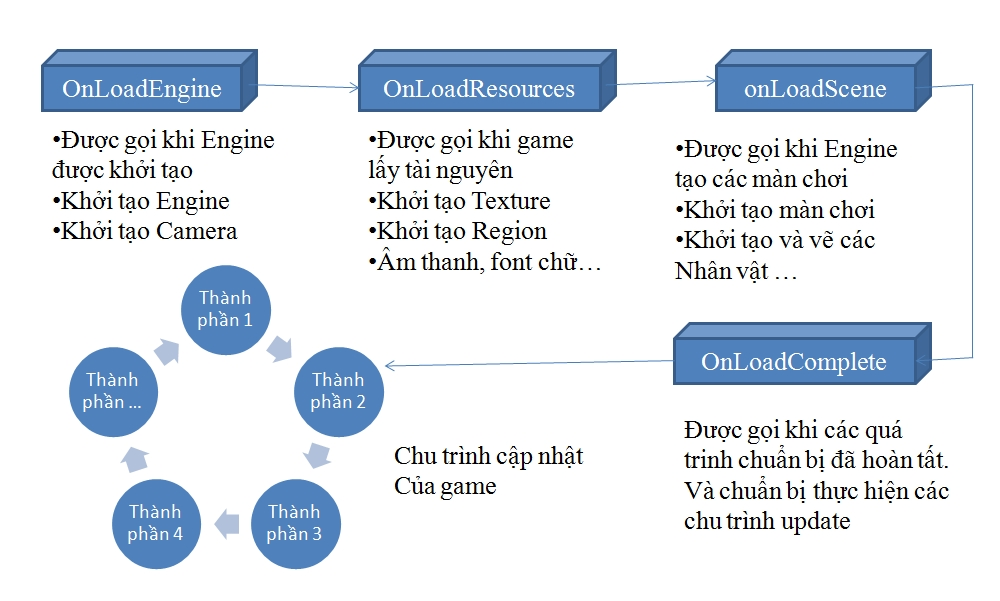 OnLoadEngine
•Được gọi khi Engine
được khởi tạo
•Khởi tạo Engine
•Khởi tạo Camera
OnLoadResources
•Được gọi khi game
lấy tài nguyên
•Khởi tạo Texture
•Khởi tạo Region
•Âm thanh, font chữ…
onLoadScene
•Được gọi khi Engine
tạo các màn chơi
•Khởi tạo màn chơi
•Khởi tạo và vẽ các
Nhân vật …
OnLoadComplete
Được gọi khi các quá
trinh chuẩn bị đã hoàn tất.
Và chuẩn bị thực hiện các
chu trình update
Chu trình cập nhật
Của game
Thành
phần 1
Thành
phần 2
Thành
phần 3
Thành
phần 4
Thành
phần ...